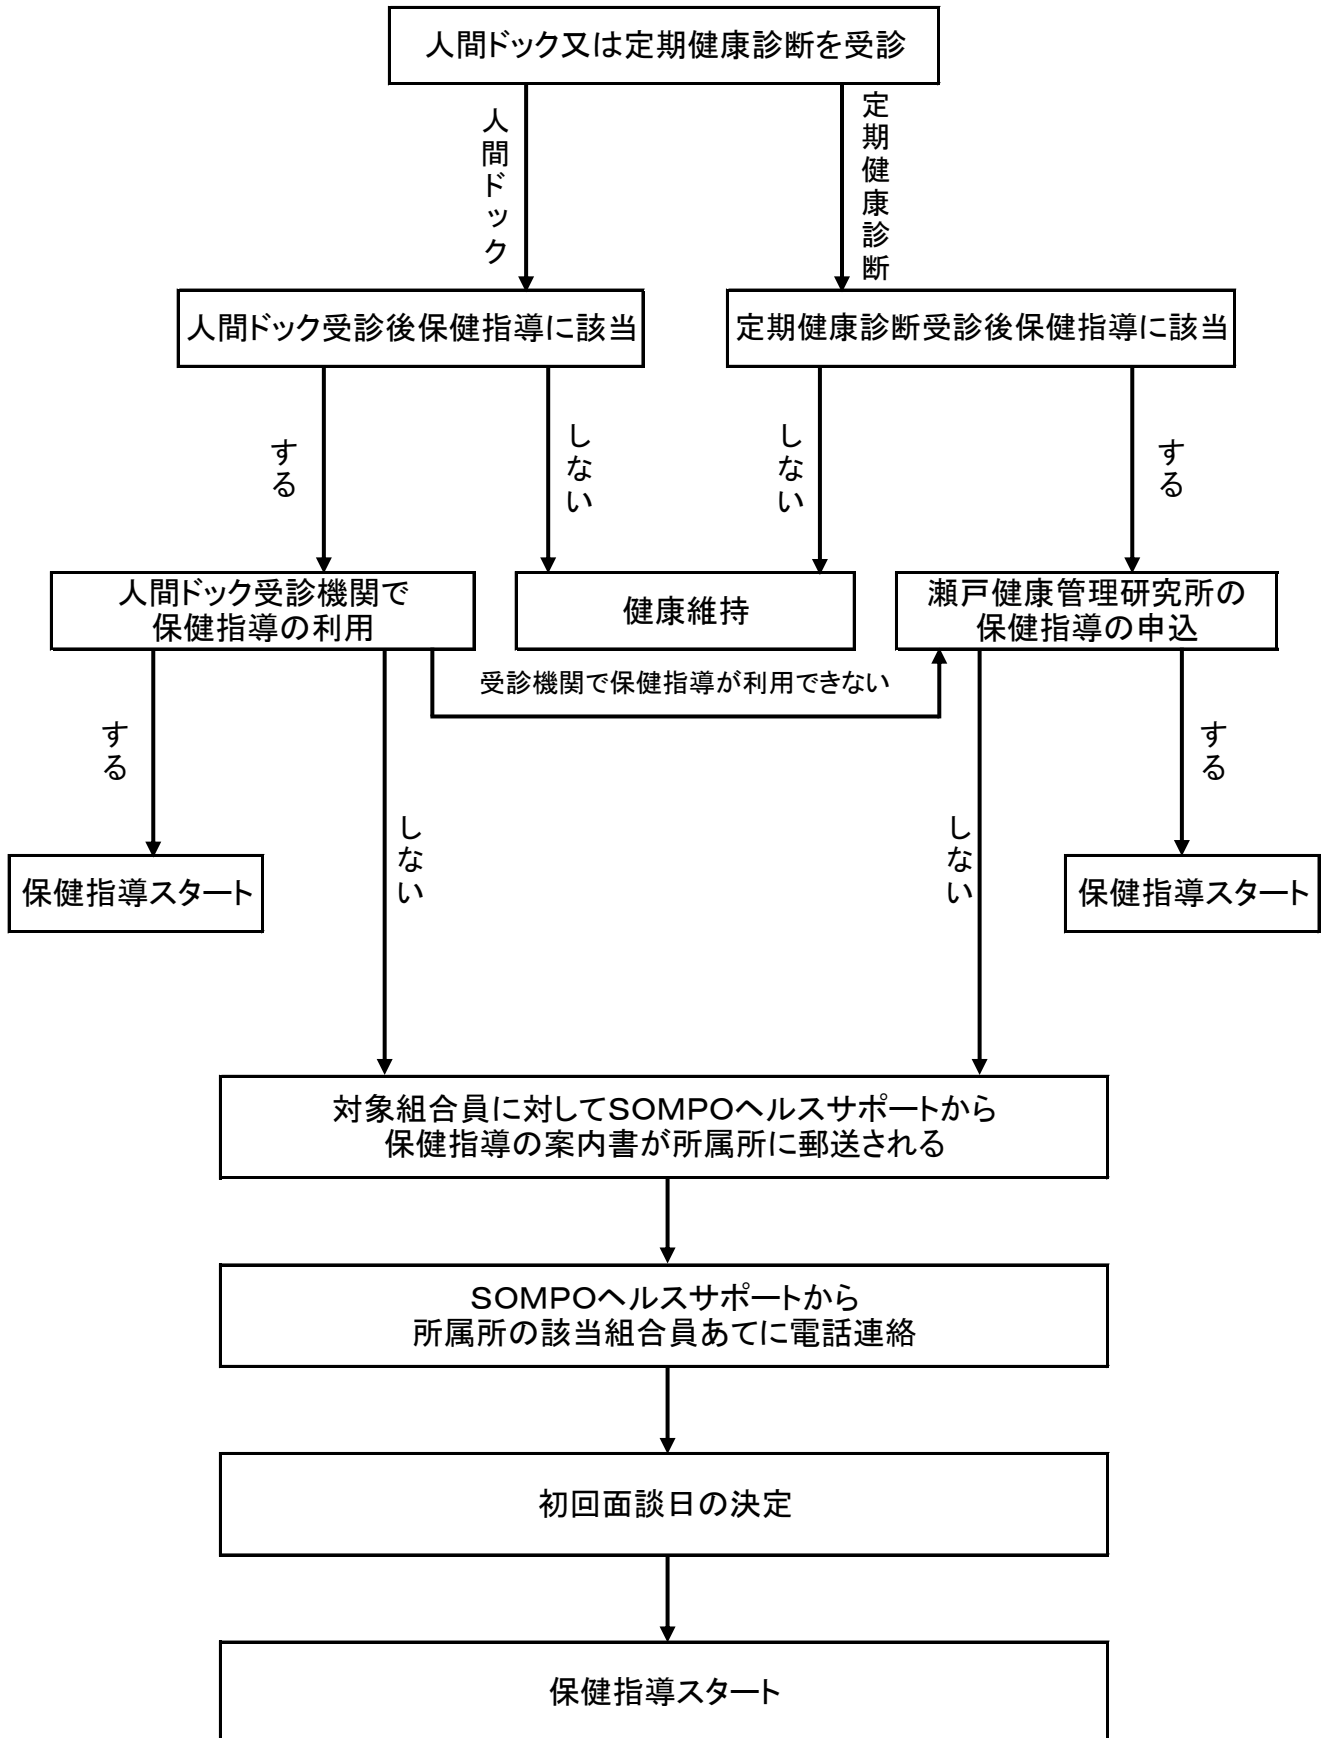 人間ドック又は定期健康診断を受診
人間ドック
定期健康診断
人間ドック受診後保健指導に該当
定期健康診断受診後保健指導に該当
する
しない
しない
する
人間ドック受診機関で
保健指導の利用
健康維持
瀬戸健康管理研究所の
保健指導の申込
受診機関で保健指導が利用できない
する
する
しない
しない
保健指導スタート
保健指導スタート
対象組合員に対してSOMPOヘルスサポートから
保健指導の案内書が所属所に郵送される
SOMPOヘルスサポートから
所属所の該当組合員あてに電話連絡
初回面談日の決定
保健指導スタート